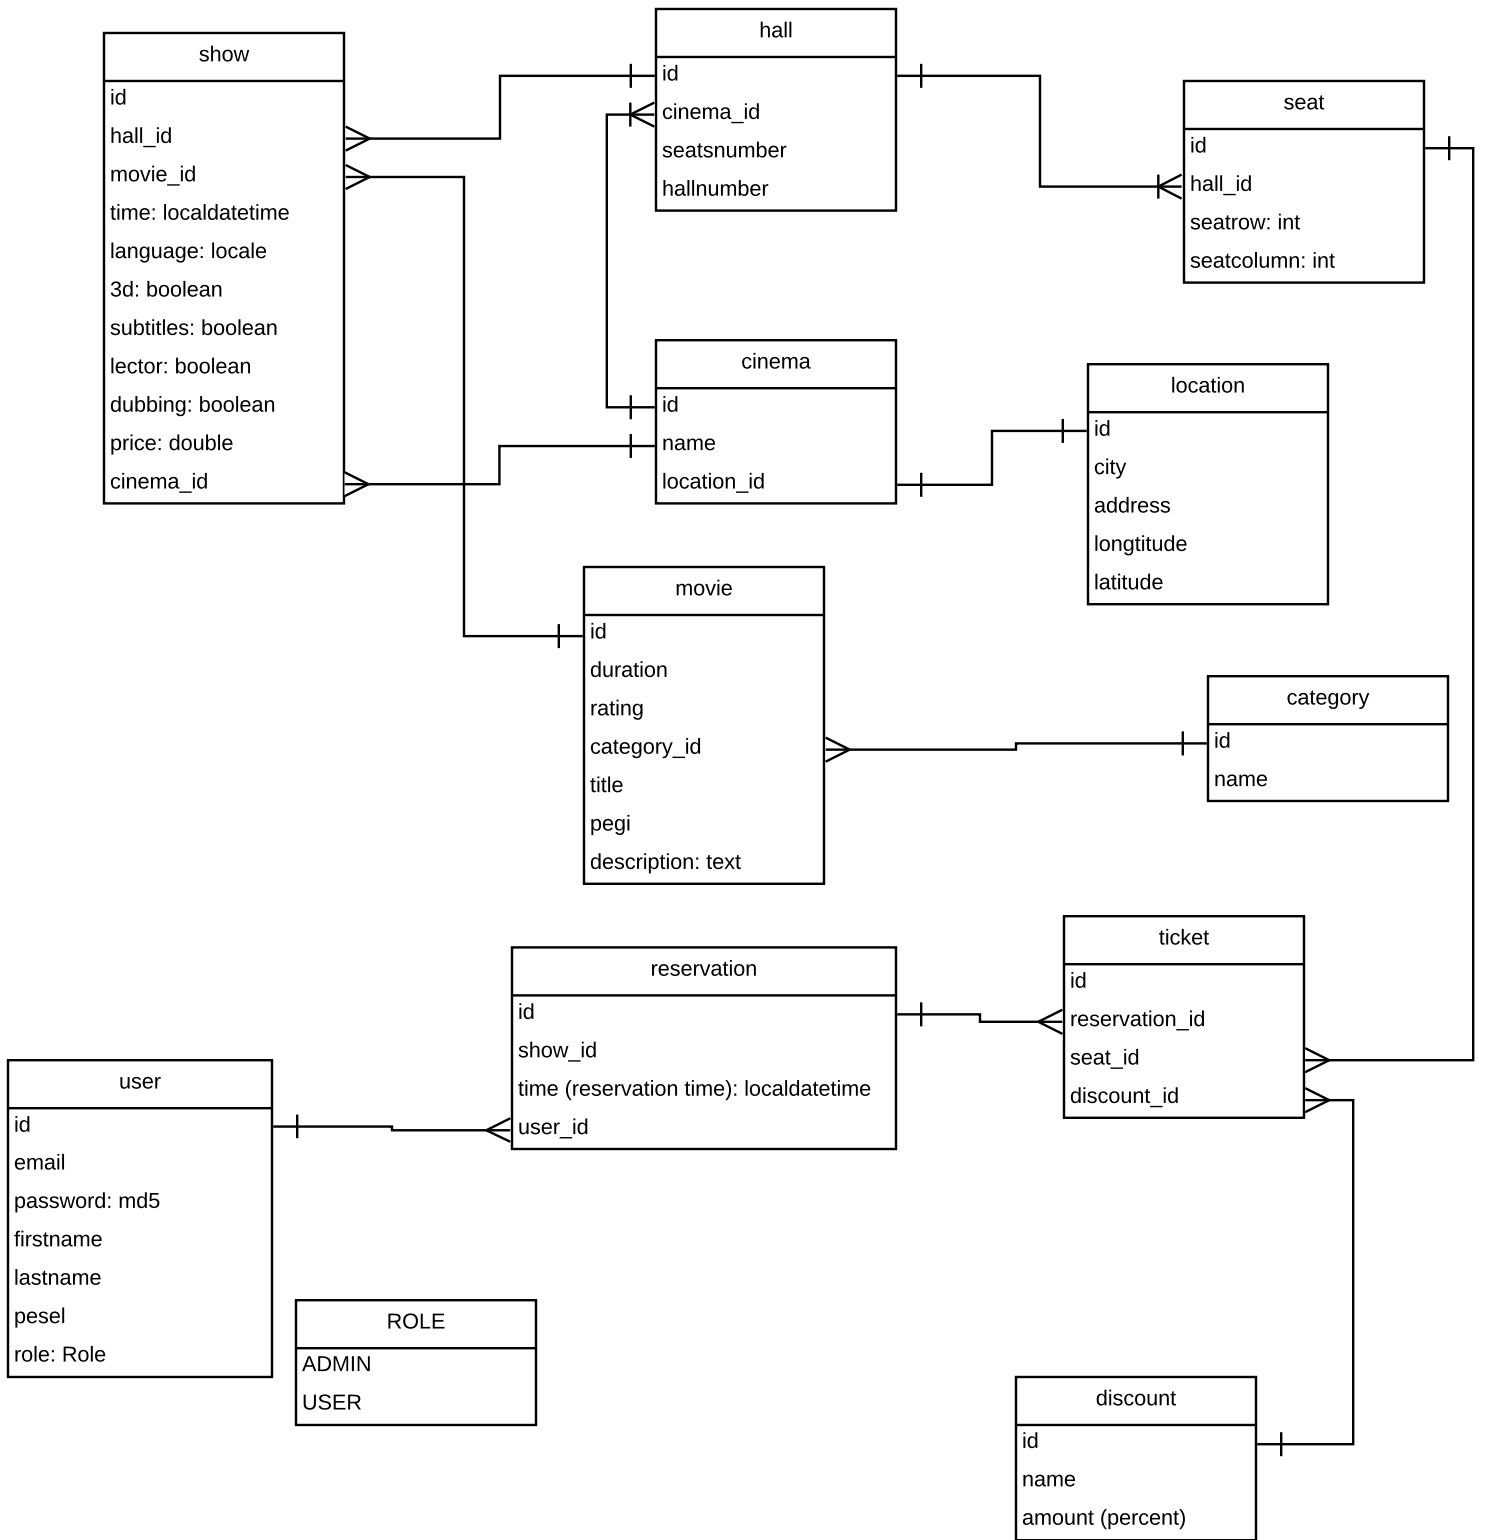 show
id
hall_id
movie_id
time: localdatetime
language: locale
3d: boolean
subtitles: boolean
lector: boolean
dubbing: boolean
price: double
cinema_id
hall
id
cinema_id
seatsnumber
hallnumber
seat
id
hall_id
seatrow: int
seatcolumn: int
cinema
id
name
location_id
location
id
city
address
longtitude
latitude
movie
id
duration
rating
category_id
title
pegi
description: text
category
id
name
reservation
id
show_id
time (reservation time): localdatetime
user_id
ticket
id
reservation_id
seat_id
discount_id
user
id
email
password: md5
firstname
lastname
pesel
role: Role
ROLE
ADMIN
USER
discount
id
name
amount (percent)